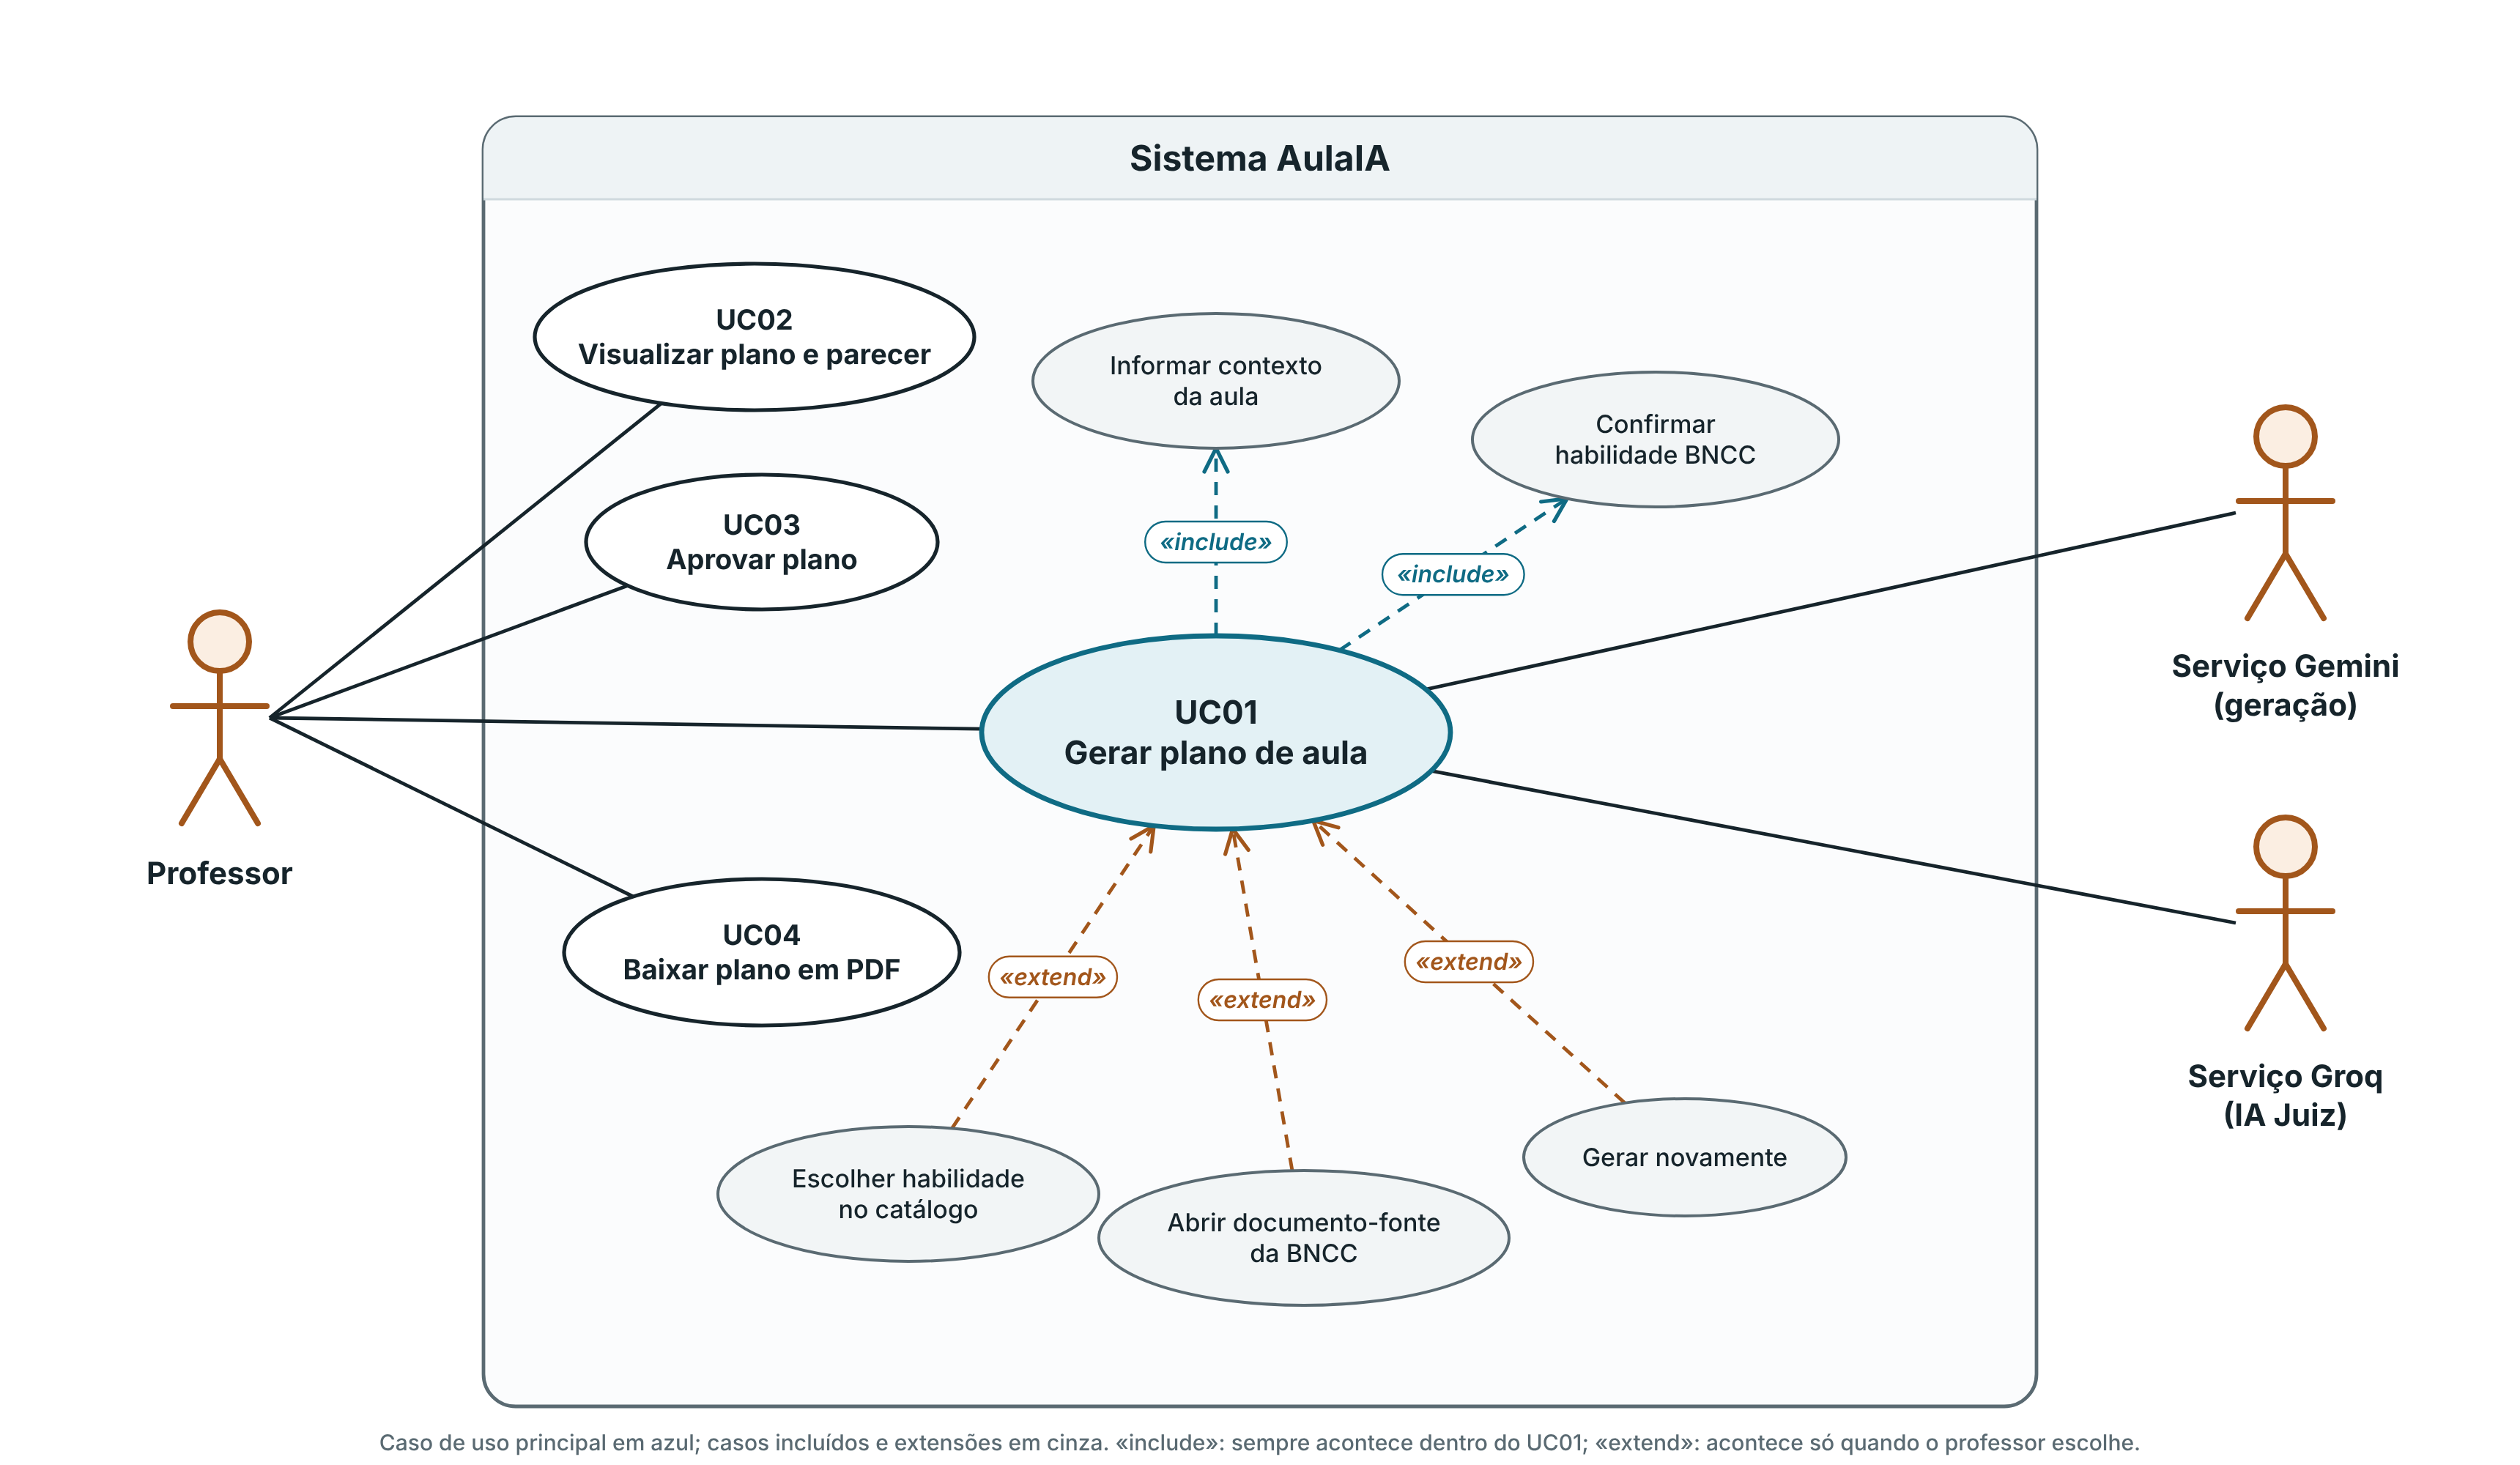 Sistema AulaIA
UC02
Visualizar plano e parecer
Informar contexto
da aula
Confirmar
habilidade BNCC
UC03
Aprovar plano
«include»
«include»
Serviço Gemini
(geração)
UC01
Gerar plano de aula
Professor
UC04
Baixar plano em PDF
«extend»
«extend»
«extend»
Serviço Groq
(IA Juiz)
Escolher habilidade
no catálogo
Abrir documento-fonte
da BNCC
Gerar novamente
Caso de uso principal em azul; casos incluídos e extensões em cinza. «include»: sempre acontece dentro do UC01; «extend»: acontece só quando o professor escolhe.